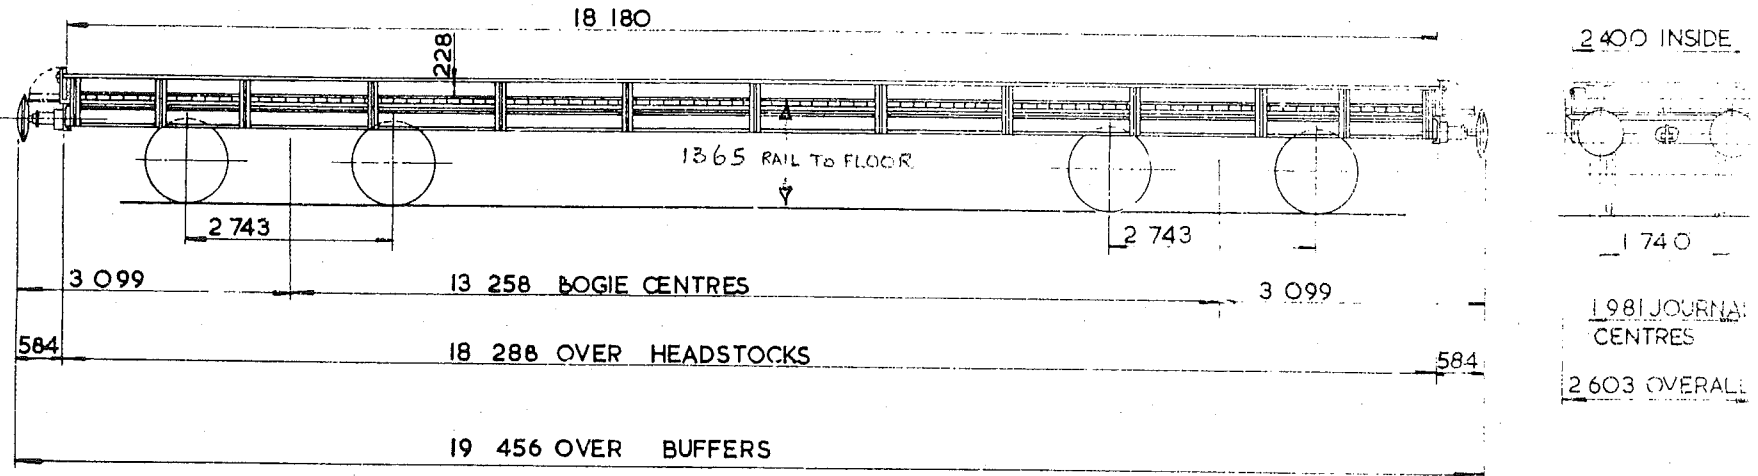 18 180
2 400 INSIDE
228
1365 RAIL TO FLOOR
2 743
2 743
1 740
3 099
13 258 BOGIE CENTRES
3 099
1 981 JOURNAL
CENTRES
584
18 288 OVER HEADSTOCKS
584
2 603 OVERALL
19 456 OVER BUFFERS